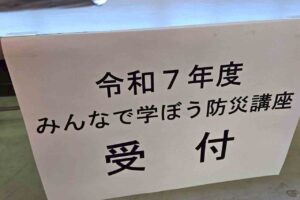 令和７年度
みんなで学ぼう防災講座
受　付